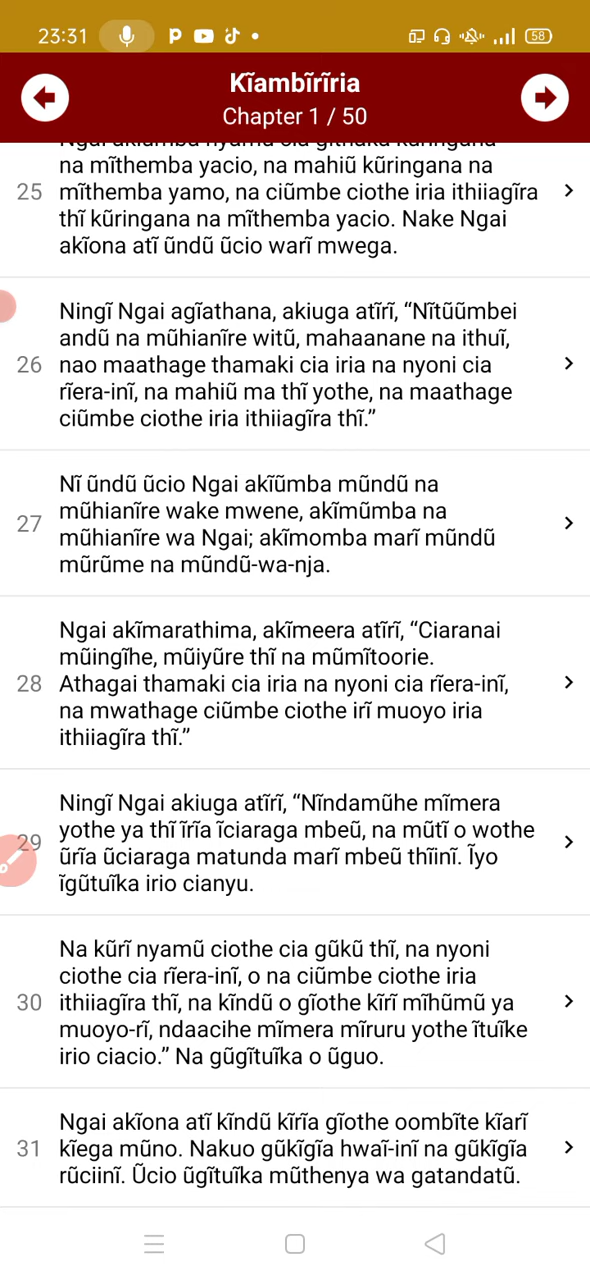 23:31
58
Kĩambĩrĩria
Chapter 1 / 50
na mĩthemba yacio, na mahiũ kũringana na
25 mĩthemba yamo, na ciũmbe ciothe iria ithiiagĩra
thĩ kũringana na mĩthemba yacio. Nake Ngai
akĩona atĩ ũndũ ũcio warĩ mwega.
Ningĩ Ngai agĩathana, akiuga atĩrĩ, “Nĩtũũmbei
andũ na mũhianĩre witũ, mahaanane na ithuĩ,
26 nao maathage thamaki cia iria na nyoni cia
rĩera-inĩ, na mahiũ ma thĩ yothe, na maathage
ciũmbe ciothe iria ithiiagĩra thĩ.”
Nĩ ũndũ ũcio Ngai akĩũmba mũndũ na
27 mũhianĩre wake mwene, akĩmũmba na
mũhianĩre wa Ngai; akĩmomba marĩ mũndũ
mũrũme na mũndũ-wa-nja.
Ngai akĩmarathima, akĩmeera atĩrĩ, “Ciaranai
mũingĩhe, mũiyũre thĩ na mũmĩtoorie.
28 Athagai thamaki cia iria na nyoni cia rĩera-inĩ,
na mwathage ciũmbe ciothe irĩ muoyo iria
ithiiagĩra thĩ.”
Ningĩ Ngai akiuga atĩrĩ, “Nĩndamũhe mĩmera
29 yothe ya thĩ ĩrĩa ĩciaraga mbeũ, na mũtĩ o wothe
ũrĩa ũciaraga matunda marĩ mbeũ thĩinĩ. Ĩyo
ĩgũtuĩka irio cianyu.
Na kũrĩ nyamũ ciothe cia gũkũ thĩ, na nyoni
ciothe cia rĩera-inĩ, o na ciũmbe ciothe iria
30 ithiiagĩra thĩ, na kĩndũ o gĩothe kĩrĩ mĩhũmũ ya
muoyo-rĩ, ndaacihe mĩmera mĩruru yothe ĩtuĩke
irio ciacio.” Na gũgĩtuĩka o ũguo.
Ngai akĩona atĩ kĩndũ kĩrĩa gĩothe oombĩte kĩarĩ
31 kĩega mũno. Nakuo gũkĩgĩa hwaĩ-inĩ na gũkĩgĩa
rũciinĩ. Ũcio ũgĩtuĩka mũthenya wa gatandatũ.